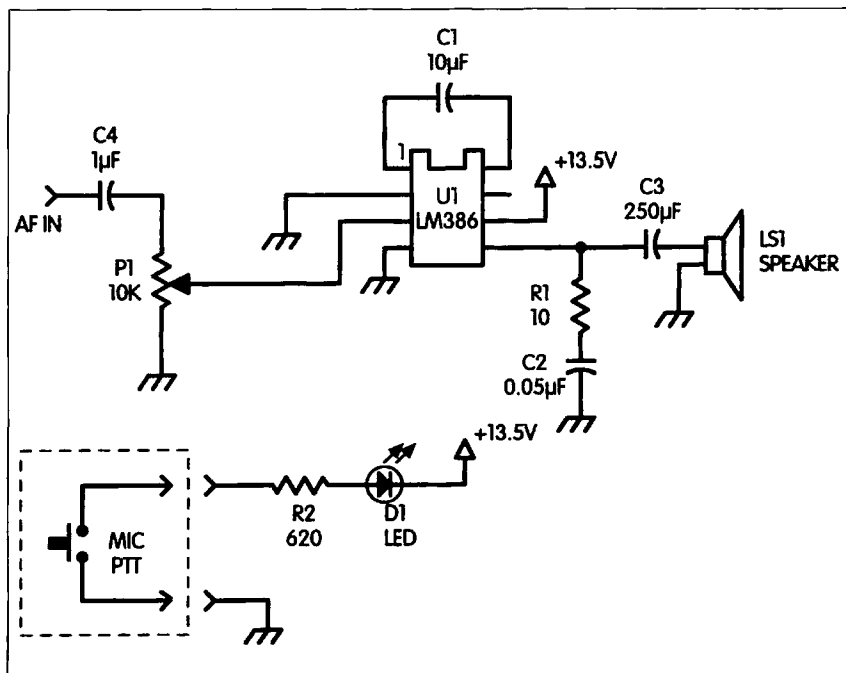 C1
10µF
C4
1µF
1
+13.5V
U1
LM386
C3
250µF
AF IN
LS1
SPEAKER
P1
10K
R1
10
C2
0.05µF
+13.5V
MIC
PTT
R2
620
D1
LED